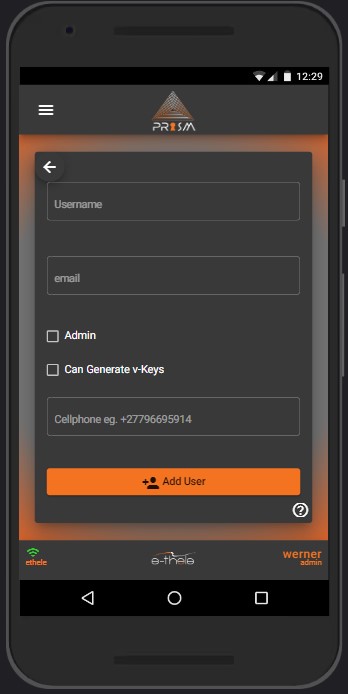 12:29
PRISM
Username
email
Admin
Can Generate v-Keys
Cellphone eg. +27796695914
Add User
ethele
e-thele
werner
admin